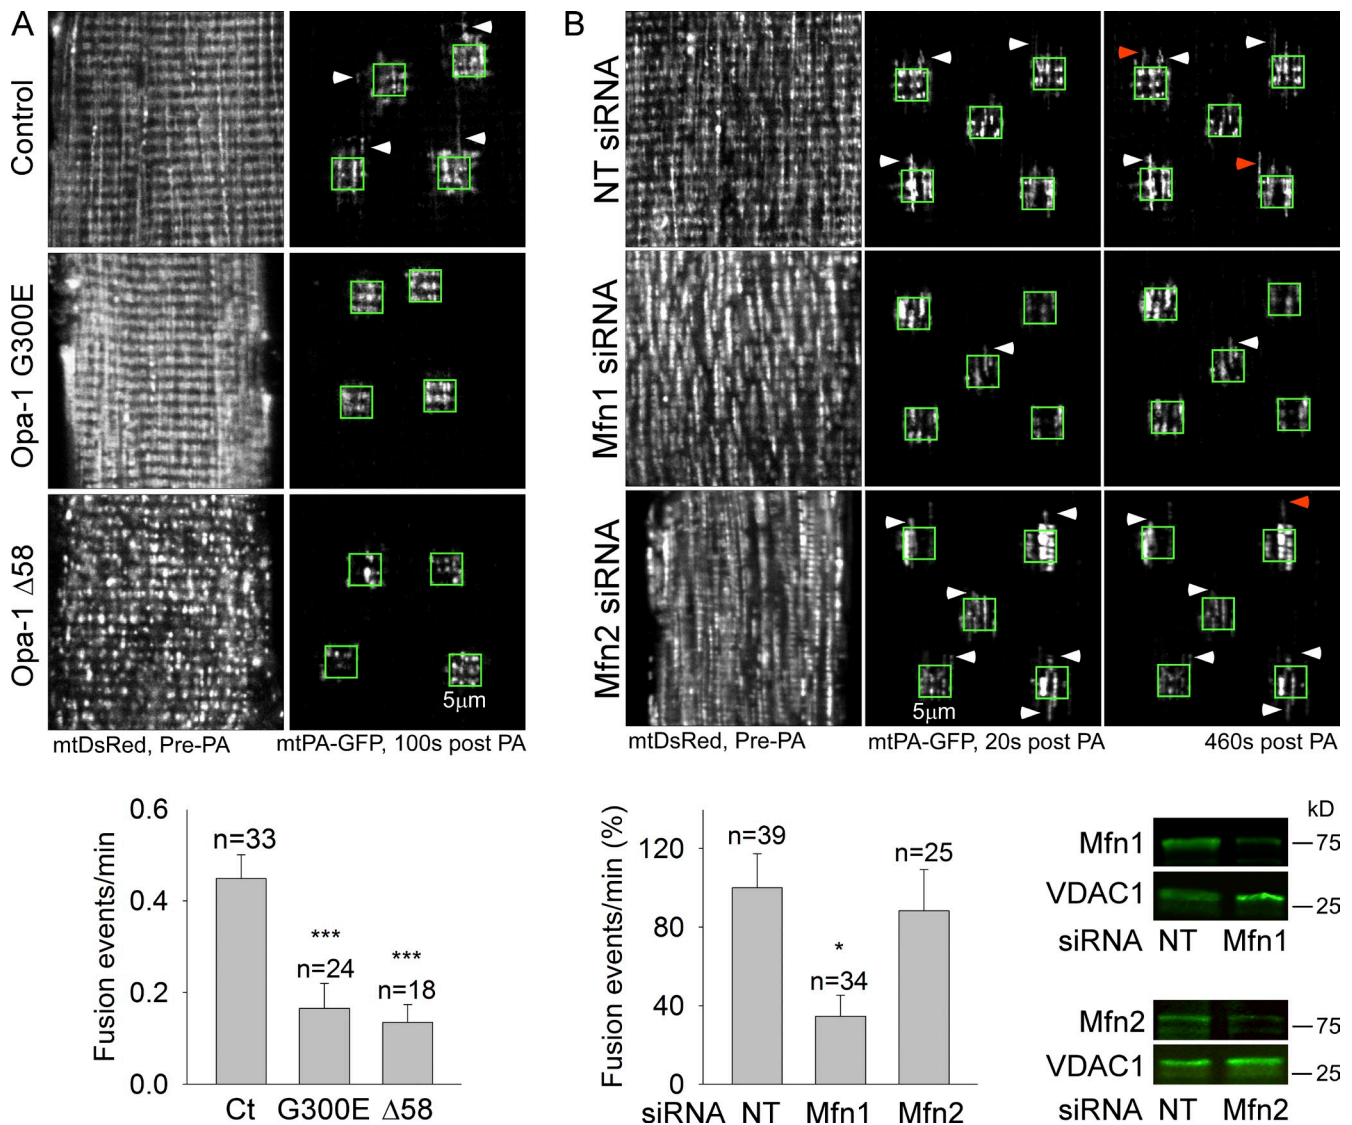 A
B
Control
Opa-1 G300E
Opa-1 Δ58
5μm
mtDsRed, Pre-PA
mtPA-GFP, 100s post PA
NT siRNA
Mfn1 siRNA
Mfn2 siRNA
5μm
mtDsRed, Pre-PA
mtPA-GFP, 20s post PA
460s post PA
Fusion events/min
0.6
0.4
0.2
0.0
n=33
***
n=24
***
n=18
Ct G300E Δ58
Fusion events/min (%)
120
80
40
0
n=39
*
n=34
n=25
siRNA NT Mfn1 Mfn2
kD
Mfn1 75
VDAC1 25
siRNA NT Mfn1
Mfn2 75
VDAC1 25
siRNA NT Mfn2